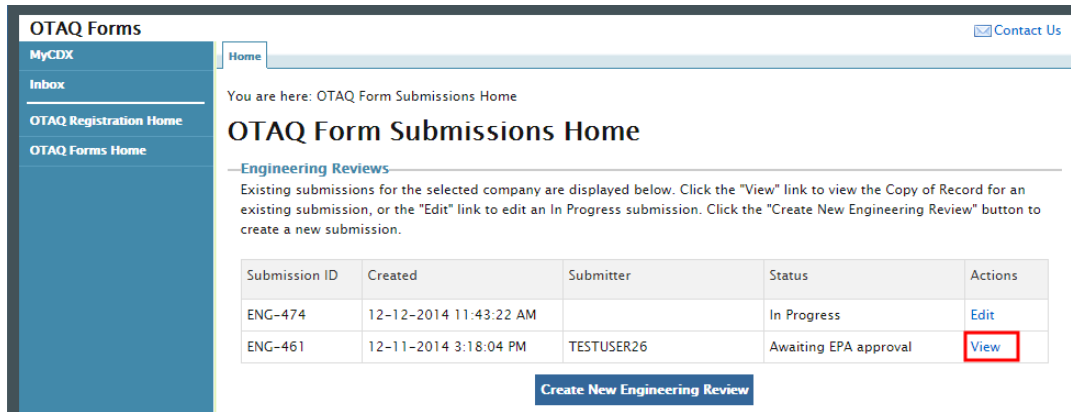 OTAQ Forms
Contact Us
MyCDX
Inbox
OTAQ Registration Home
OTAQ Forms Home
Home
You are here: OTAQ Form Submissions Home
OTAQ Form Submissions Home
Engineering Reviews
Existing submissions for the selected company are displayed below. Click the "View" link to view the Copy of Record for an
existing submission, or the "Edit" link to edit an In Progress submission. Click the "Create New Engineering Review" button to
create a new submission.
Submission ID Created Submitter Status Actions
ENG-474 12-12-2014 11:43:22 AM In Progress Edit
ENG-461 12-11-2014 3:18:04 PM TESTUSER26 Awaiting EPA approval View
Create New Engineering Review